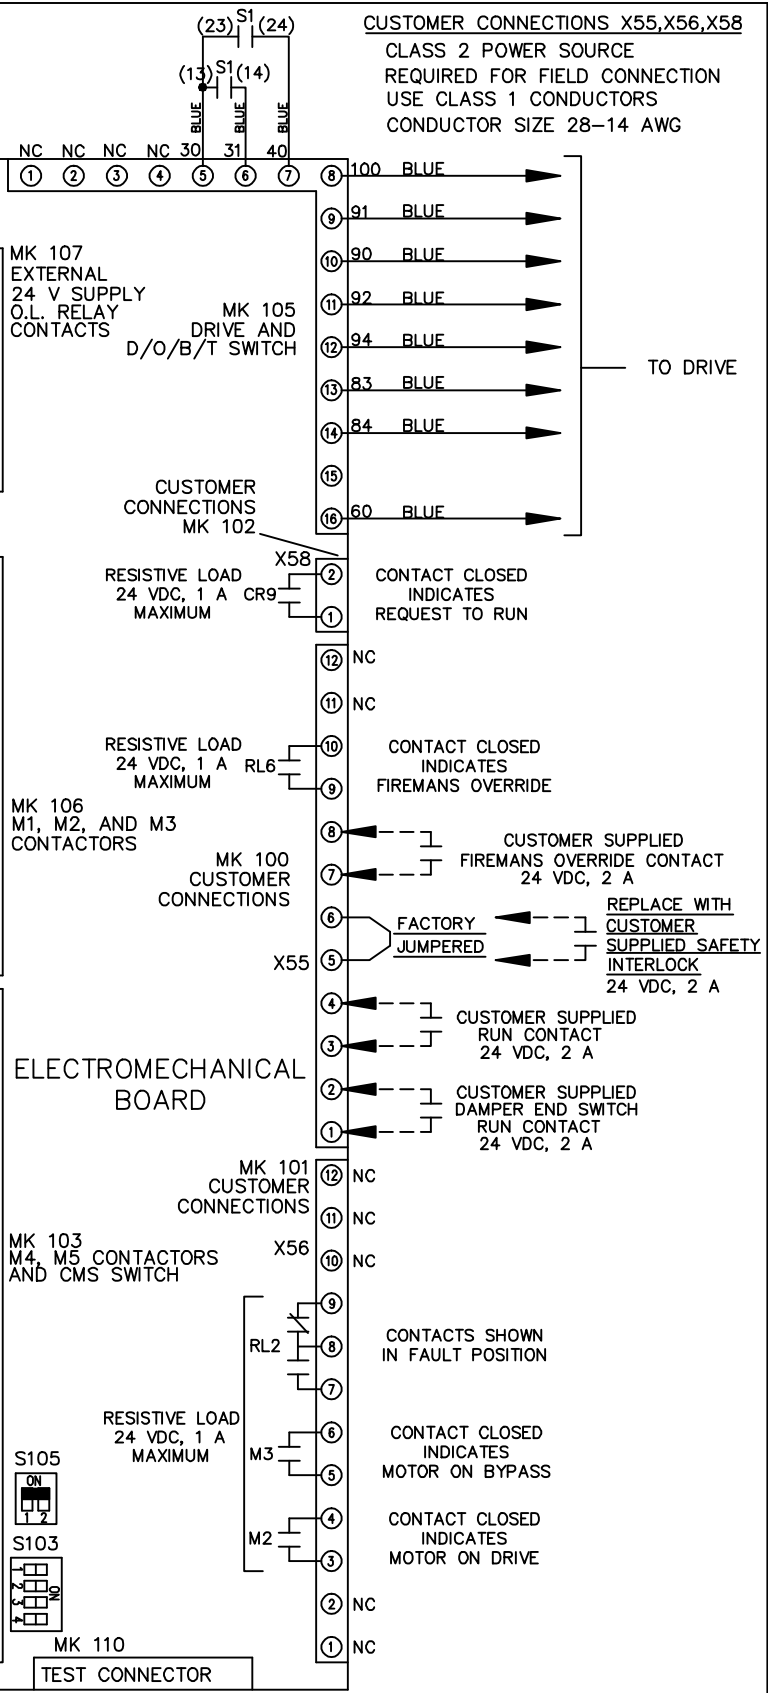 CUSTOMER CONNECTIONS X55,X56,X58
CLASS 2 POWER SOURCE
REQUIRED FOR FIELD CONNECTION
USE CLASS 1 CONDUCTORS
CONDUCTOR SIZE 28–14 AWG
(23) S1 (24)
(13) S1 (14)
BLUE BLUE BLUE
NC NC NC NC 30 31 40
1 2 3 4 5 6 7 8 100 BLUE
9 91 BLUE
10 90 BLUE
11 92 BLUE
12 94 BLUE
13 83 BLUE
14 84 BLUE
15
16 60 BLUE
TO DRIVE
MK 107
EXTERNAL
24 V SUPPLY
O.L. RELAY
CONTACTS
MK 105
DRIVE AND
D/O/B/T SWITCH
CUSTOMER
CONNECTIONS
MK 102
X58
2
1
RESISTIVE LOAD
24 VDC, 1 A
MAXIMUM
CR9
CONTACT CLOSED
INDICATES
REQUEST TO RUN
12 NC
11 NC
10
9
RESISTIVE LOAD
24 VDC, 1 A
MAXIMUM
RL6
CONTACT CLOSED
INDICATES
FIREMANS OVERRIDE
MK 106
M1, M2, AND M3
CONTACTORS
MK 100
CUSTOMER
CONNECTIONS
X55
8
7
CUSTOMER SUPPLIED
FIREMANS OVERRIDE CONTACT
24 VDC, 2 A
6
5
FACTORY
JUMPERED
REPLACE WITH
CUSTOMER
SUPPLIED SAFETY
INTERLOCK
24 VDC, 2 A
4
3
CUSTOMER SUPPLIED
RUN CONTACT
24 VDC, 2 A
2
1
CUSTOMER SUPPLIED
DAMPER END SWITCH
RUN CONTACT
24 VDC, 2 A
ELECTROMECHANICAL
BOARD
MK 101
CUSTOMER
CONNECTIONS
X56
12 NC
11 NC
10 NC
MK 103
M4, M5 CONTACTORS
AND CMS SWITCH
9
8
7
RL2
CONTACTS SHOWN
IN FAULT POSITION
RESISTIVE LOAD
24 VDC, 1 A
MAXIMUM
6
5
M3
CONTACT CLOSED
INDICATES
MOTOR ON BYPASS
4
3
M2
CONTACT CLOSED
INDICATES
MOTOR ON DRIVE
2 NC
1 NC
S105
ON
1 2
S103
1 2 3 4
ON
MK 110
TEST CONNECTOR